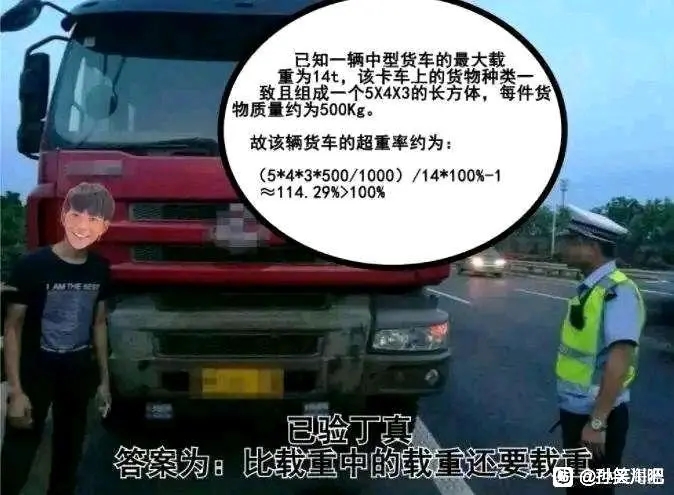 已知一辆中型货车的最大载
重为14t，该卡车上的货物种类一
致且组成一个5X4X3的长方体，每件货
物质量约为500Kg。
故该辆货车的超重率约为：
（5*4*3*500/1000）/14*100%-1
≈114.29%>100%
I AM THE BEST
已验丁真
答案为：比载重中的载重还要载重